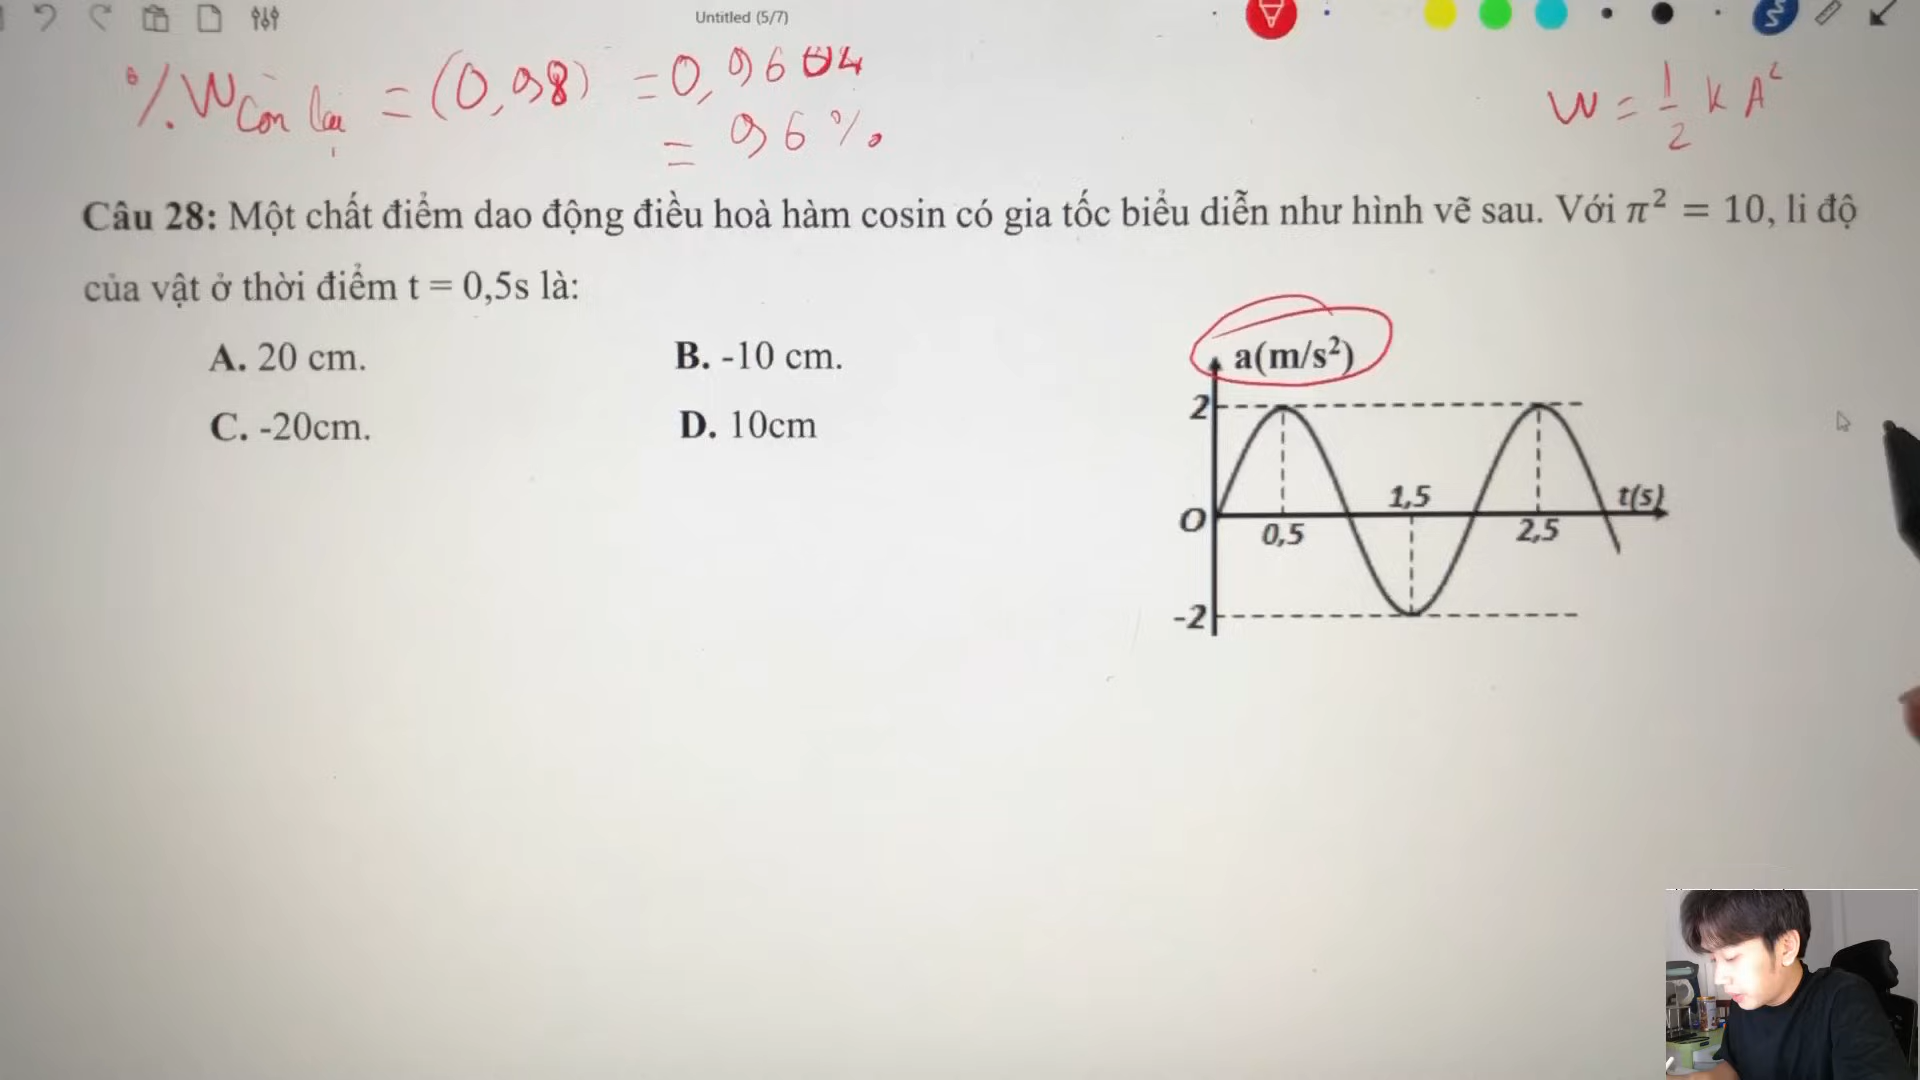 Untitled (5/7)
% W còn lại = (0,98) = 0,9604
= 96%
W = 1/2 k A²
Câu 28: Một chất điểm dao động điều hoà hàm cosin có gia tốc biểu diễn như hình vẽ sau. Với π² = 10, li độ
của vật ở thời điểm t = 0,5s là:
A. 20 cm.
B. -10 cm.
C. -20cm.
D. 10cm
a(m/s²)
2
1,5
t(s)
O
0,5
2,5
-2